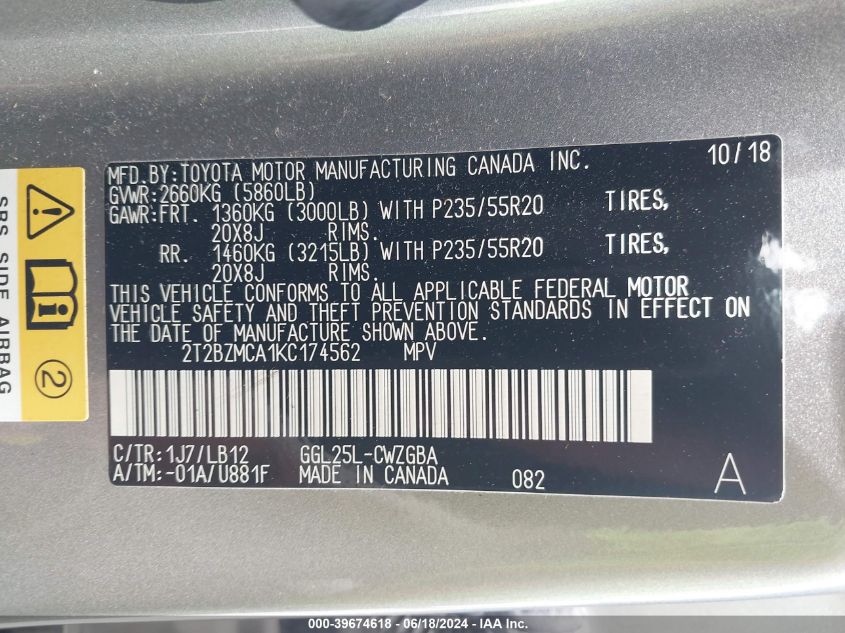 MFD.BY:TOYOTA MOTOR MANUFACTURING CANADA INC. 10/18
GVWR:2660KG (5860LB)
GAWR:FRT. 1360KG (3000LB) WITH P235/55R20 TIRES,
20X8J RIMS.
RR. 1460KG (3215LB) WITH P235/55R20 TIRES,
20X8J RIMS.
THIS VEHICLE CONFORMS TO ALL APPLICABLE FEDERAL MOTOR
VEHICLE SAFETY AND THEFT PREVENTION STANDARDS IN EFFECT ON
THE DATE OF MANUFACTURE SHOWN ABOVE.
2T2BZMCA1KC174562 MPV
C/TR:1J7/LB12 GGL25L-CWZGBA
A/TM:-01A/U881F MADE IN CANADA 082 A
SRS SIDE AIRBAG
2
000-39674618 - 06/18/2024 - IAA Inc.